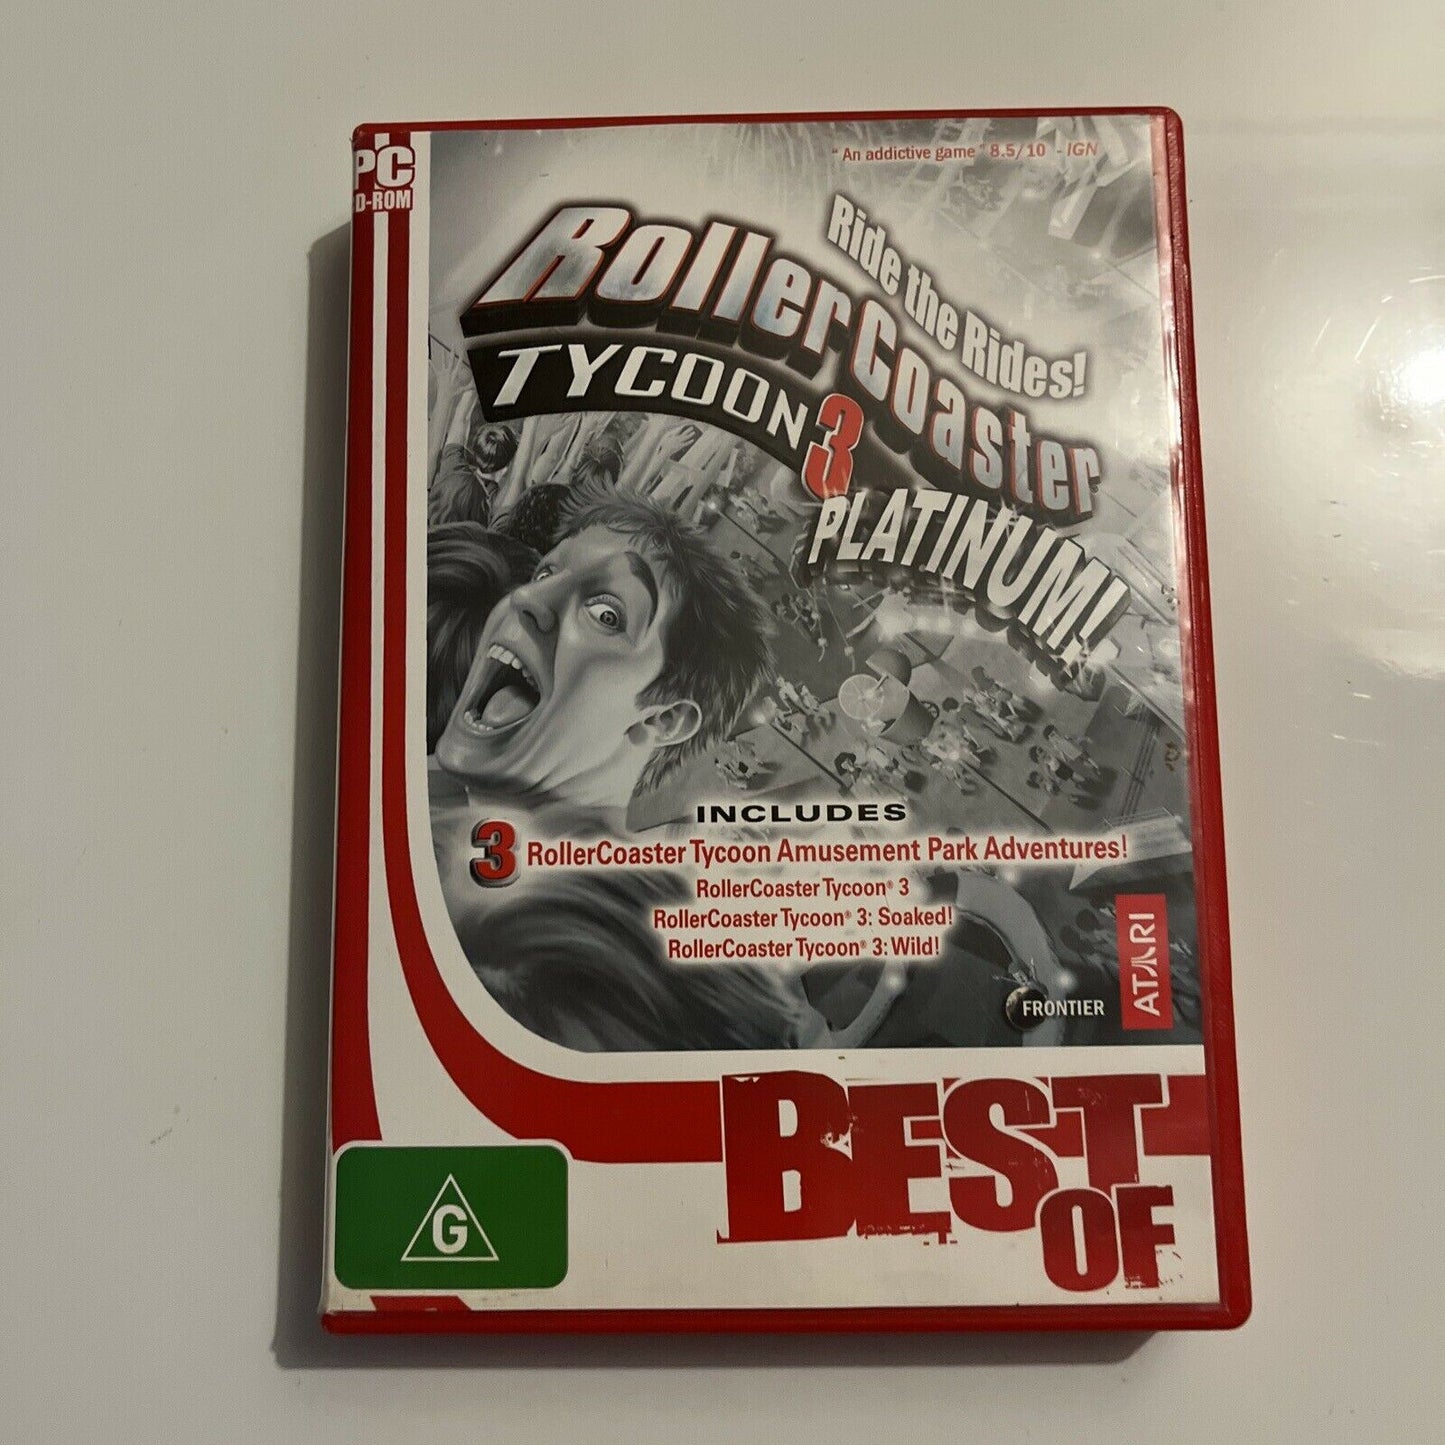 PC
D-ROM
" An addictive game " 8.5/10 - IGN
Ride the Rides!
RollerCoaster
TYCOON 3
PLATINUM!
INCLUDES
3 RollerCoaster Tycoon Amusement Park Adventures!
RollerCoaster Tycoon® 3
RollerCoaster Tycoon® 3: Soaked!
RollerCoaster Tycoon® 3: Wild!
FRONTIER
ATARI
BEST
OF
G